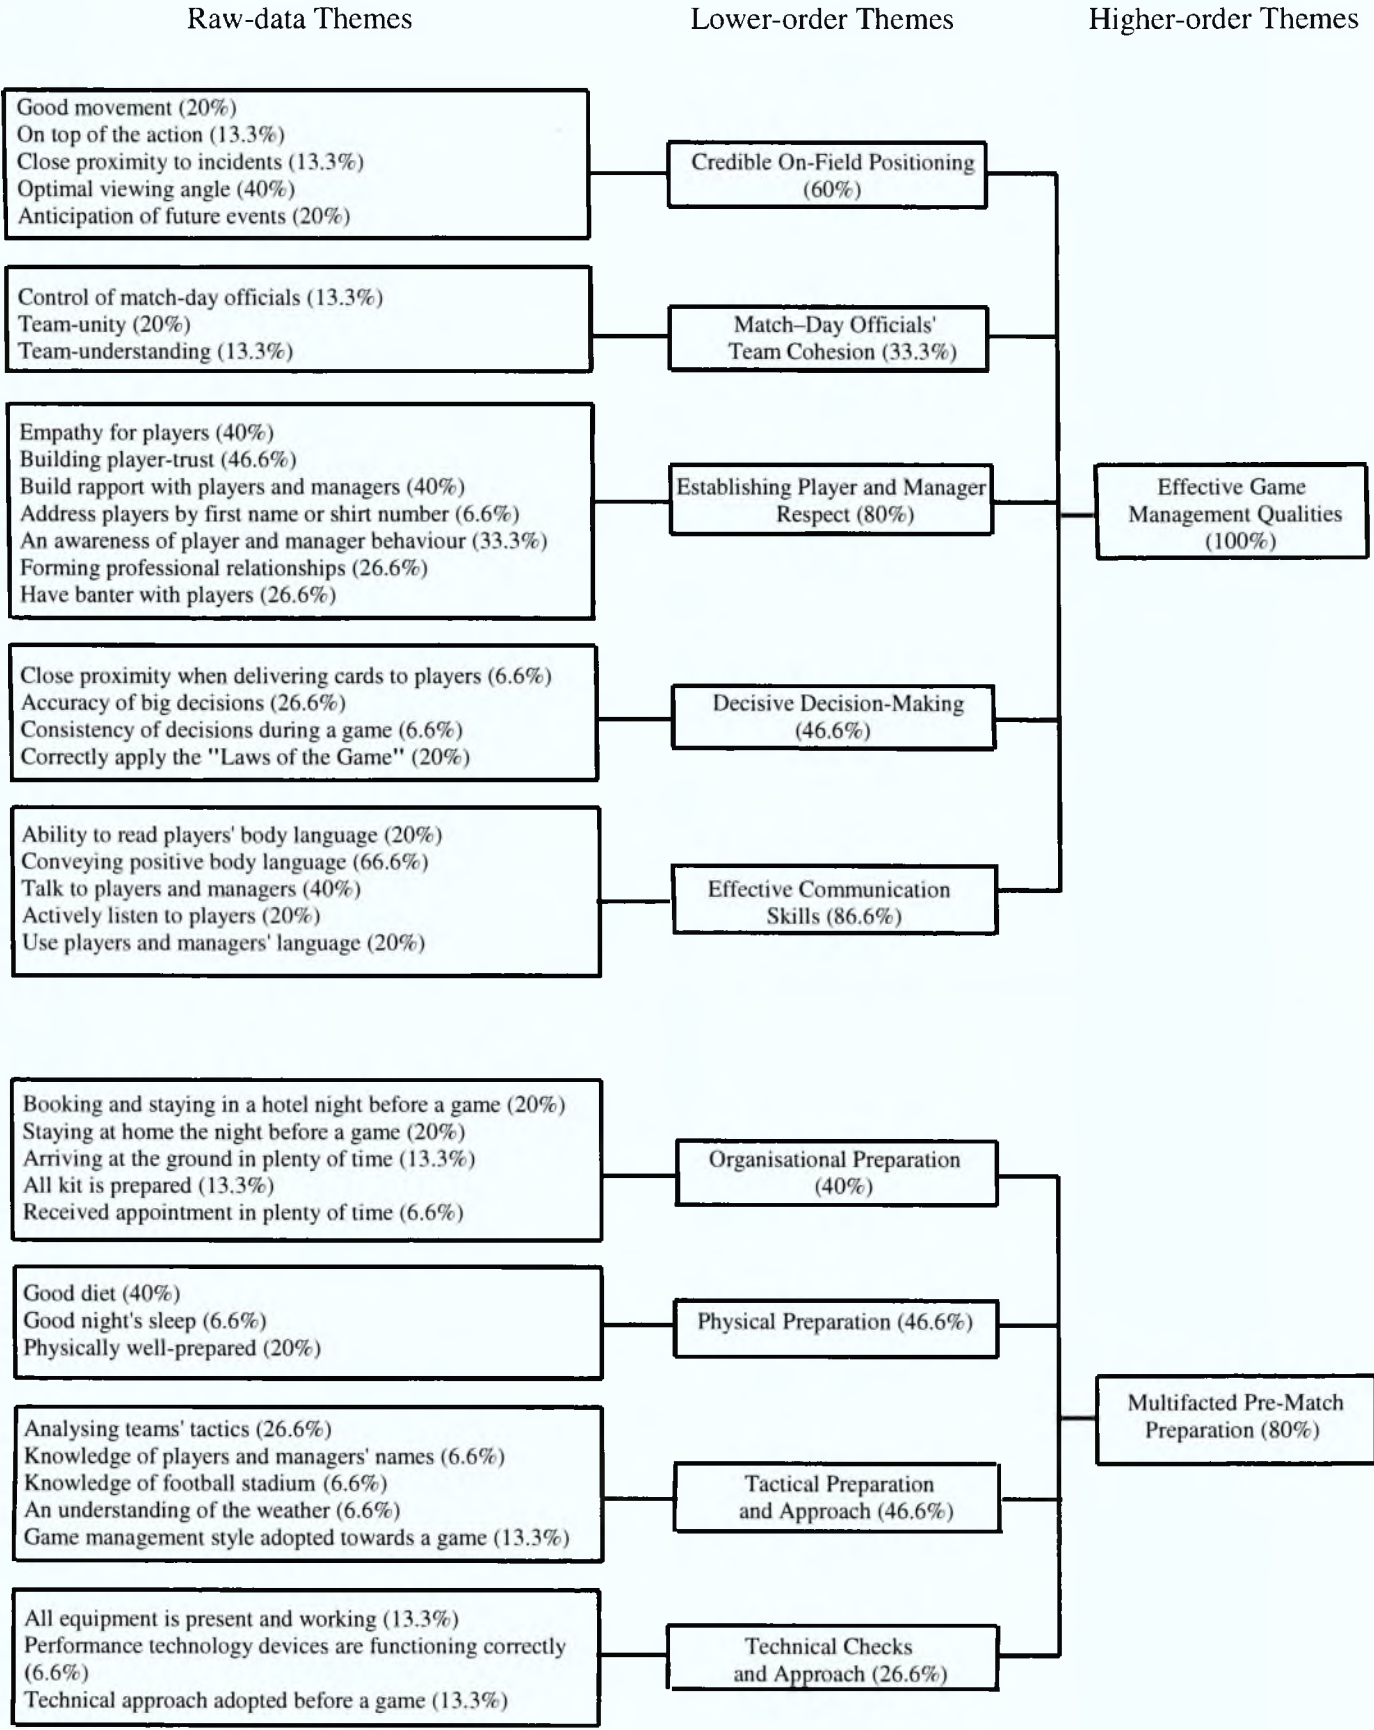 Raw-data Themes
Lower-order Themes
Higher-order Themes
Good movement (20%)
On top of the action (13.3%)
Close proximity to incidents (13.3%)
Optimal viewing angle (40%)
Anticipation of future events (20%)
Credible On-Field Positioning
(60%)
Control of match-day officials (13.3%)
Team-unity (20%)
Team-understanding (13.3%)
Match–Day Officials'
Team Cohesion (33.3%)
Empathy for players (40%)
Building player-trust (46.6%)
Build rapport with players and managers (40%)
Address players by first name or shirt number (6.6%)
An awareness of player and manager behaviour (33.3%)
Forming professional relationships (26.6%)
Have banter with players (26.6%)
Establishing Player and Manager
Respect (80%)
Effective Game
Management Qualities
(100%)
Close proximity when delivering cards to players (6.6%)
Accuracy of big decisions (26.6%)
Consistency of decisions during a game (6.6%)
Correctly apply the "Laws of the Game" (20%)
Decisive Decision-Making
(46.6%)
Ability to read players' body language (20%)
Conveying positive body language (66.6%)
Talk to players and managers (40%)
Actively listen to players (20%)
Use players and managers' language (20%)
Effective Communication
Skills (86.6%)
Booking and staying in a hotel night before a game (20%)
Staying at home the night before a game (20%)
Arriving at the ground in plenty of time (13.3%)
All kit is prepared (13.3%)
Received appointment in plenty of time (6.6%)
Organisational Preparation
(40%)
Good diet (40%)
Good night's sleep (6.6%)
Physically well-prepared (20%)
Physical Preparation (46.6%)
Multifacted Pre-Match
Preparation (80%)
Analysing teams' tactics (26.6%)
Knowledge of players and managers' names (6.6%)
Knowledge of football stadium (6.6%)
An understanding of the weather (6.6%)
Game management style adopted towards a game (13.3%)
Tactical Preparation
and Approach (46.6%)
All equipment is present and working (13.3%)
Performance technology devices are functioning correctly
(6.6%)
Technical approach adopted before a game (13.3%)
Technical Checks
and Approach (26.6%)